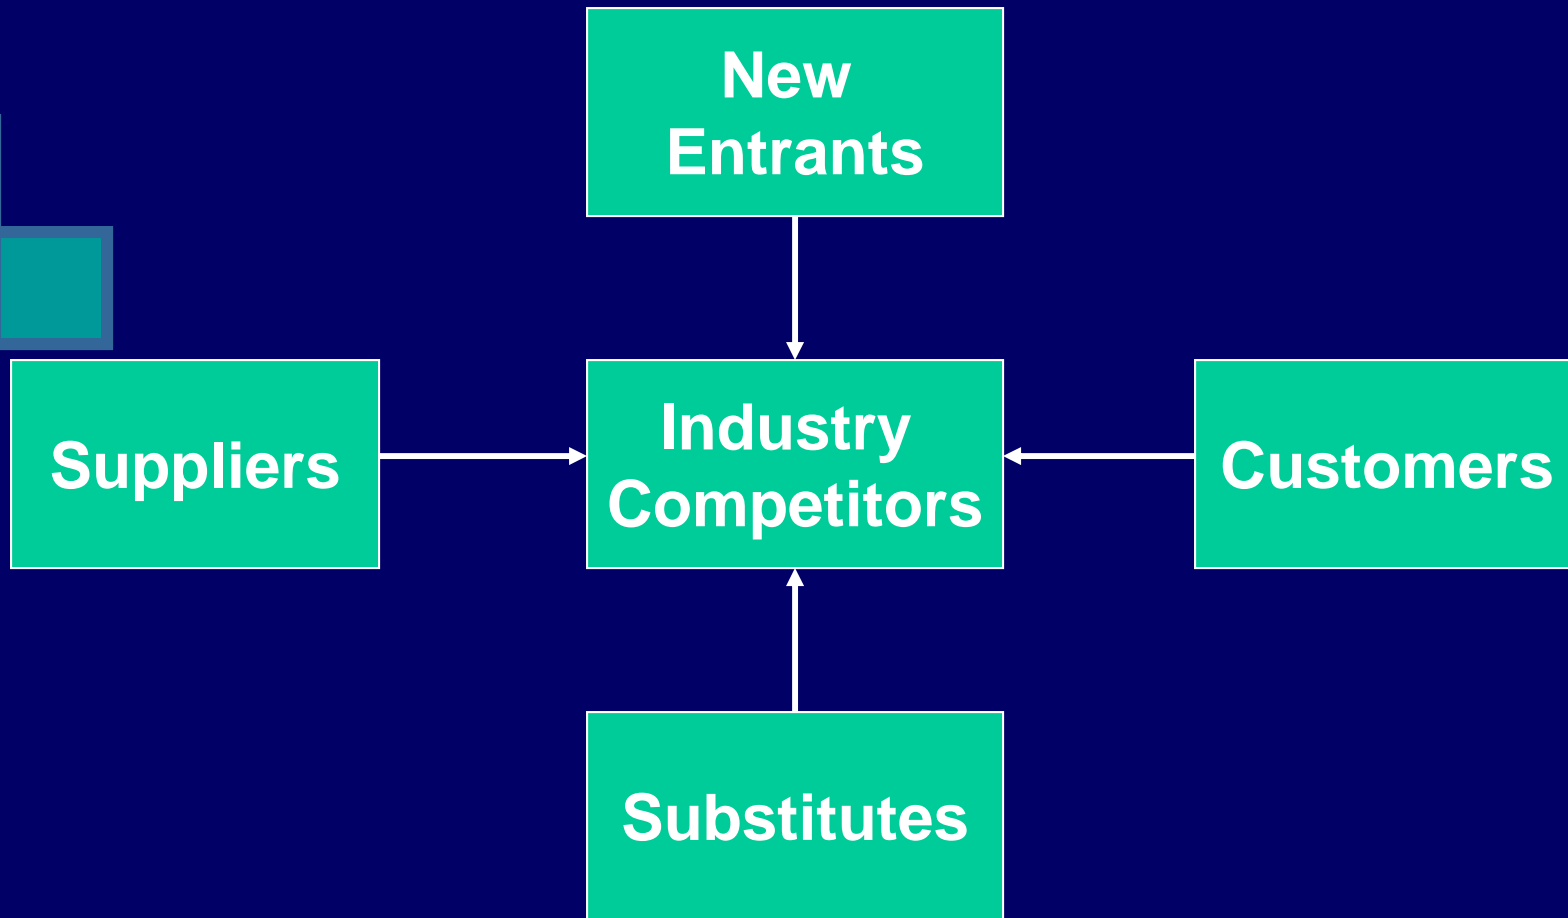 New
Entrants
Suppliers
Industry
Competitors
Customers
Substitutes